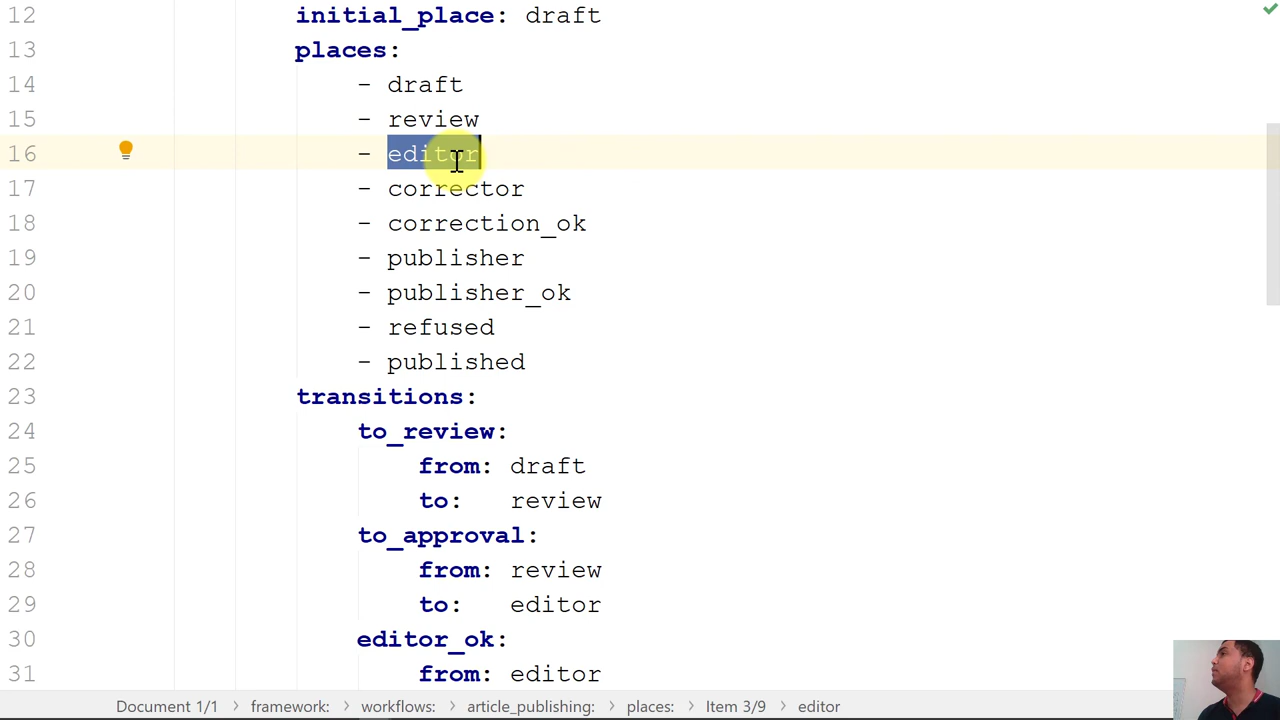 12 initial_place: draft
13 places:
14 - draft
15 - review
16 - editor
17 - corrector
18 - correction_ok
19 - publisher
20 - publisher_ok
21 - refused
22 - published
23 transitions:
24 to_review:
25 from: draft
26 to: review
27 to_approval:
28 from: review
29 to: editor
30 editor_ok:
31 from: editor
Document 1/1 > framework: > workflows: > article_publishing: > places: > Item 3/9 > editor